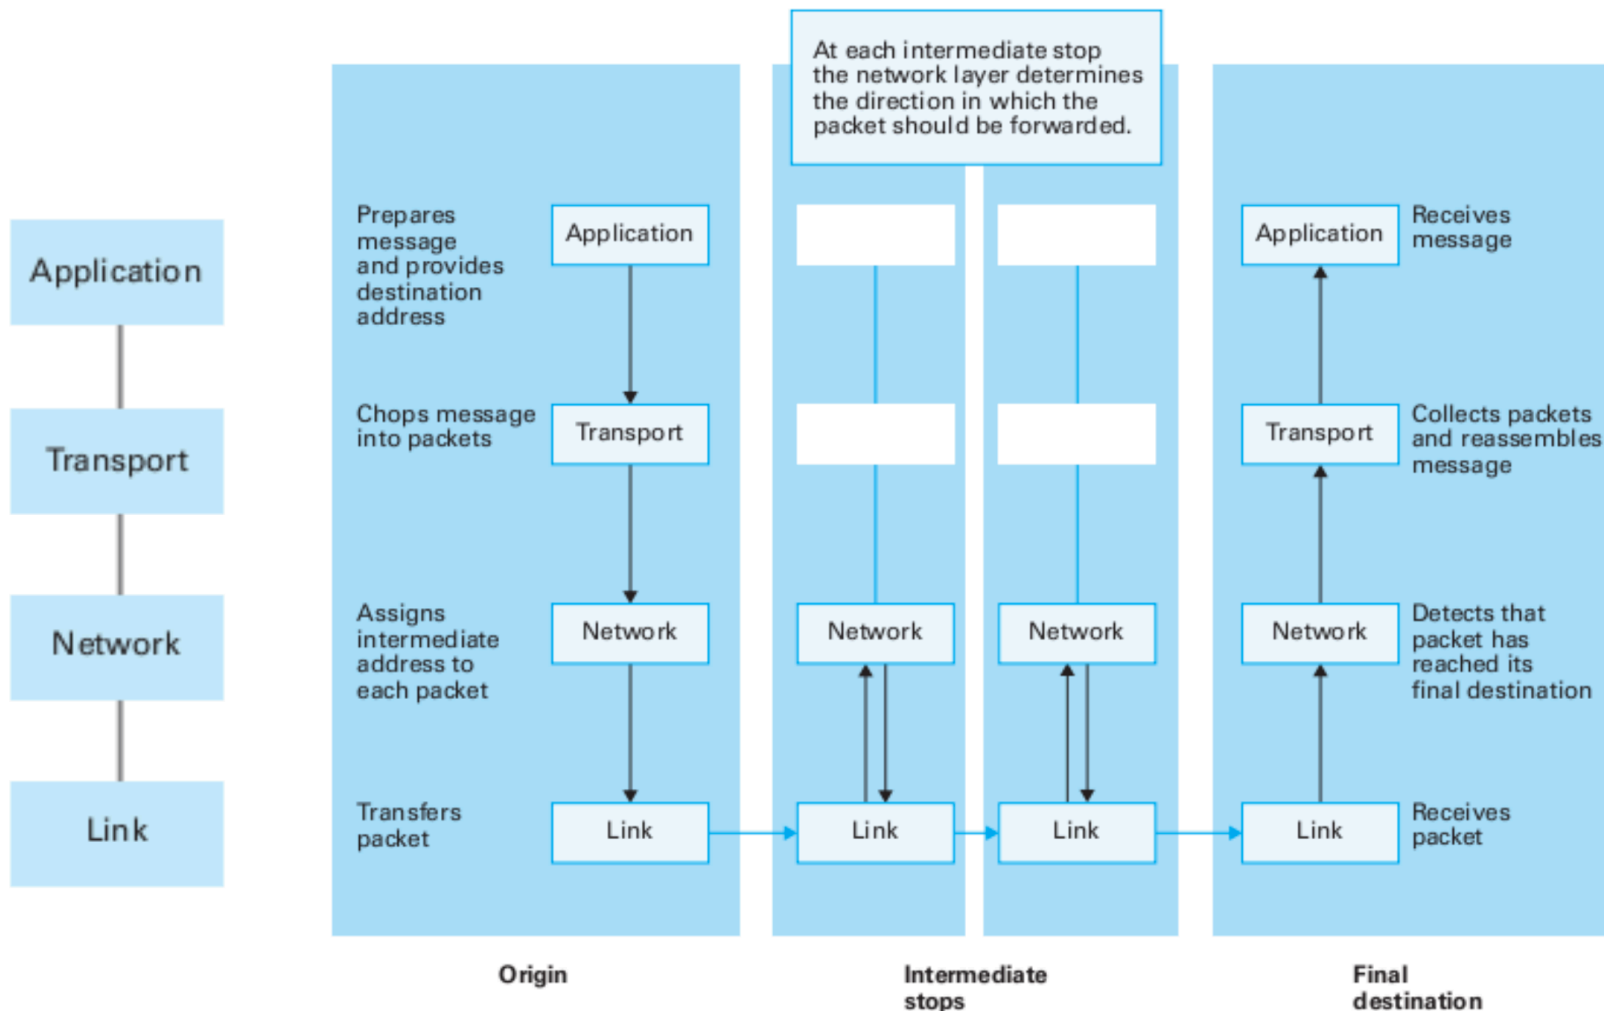 At each intermediate stop
the network layer determines
the direction in which the
packet should be forwarded.
Application
Transport
Network
Link
Prepares
message
and provides
destination
address
Application
Chops message
into packets
Transport
Assigns
intermediate
address to
each packet
Network
Transfers
packet
Link
Origin
Network
Link
Network
Link
Intermediate
stops
Application
Receives
message
Transport
Collects packets
and reassembles
message
Network
Detects that
packet has
reached its
final destination
Link
Receives
packet
Final
destination